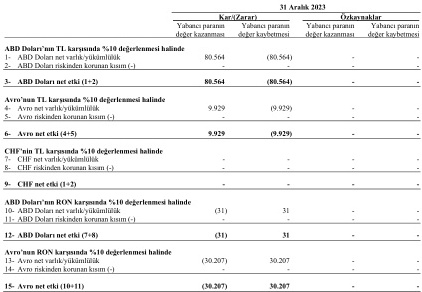 31 Aralık 2023
Kar/(Zarar) Özkaynaklar
Yabancı paranın Yabancı paranın Yabancı paranın Yabancı paranın
değer kazanması değer kaybetmesi değer kazanması değer kaybetmesi
ABD Doları'nın TL karşısında %10 değerlenmesi halinde
1- ABD Doları net varlık/yükümlülük 80.564 (80.564) - -
2- ABD Doları riskinden korunan kısım (-) - - - -
3- ABD Doları net etki (1+2) 80.564 (80.564) - -
Avro'nun TL karşısında %10 değerlenmesi halinde
4- Avro net varlık/yükümlülük 9.929 (9.929) - -
5- Avro riskinden korunan kısım (-) - - - -
6- Avro net etki (4+5) 9.929 (9.929) - -
CHF'nin TL karşısında %10 değerlenmesi halinde
7- CHF net varlık/yükümlülük - - - -
8- CHF riskinden korunan kısım (-) - - - -
9- CHF net etki (1+2) - - - -
ABD Doları'nın RON karşısında %10 değerlenmesi halinde
10- ABD Doları net varlık/yükümlülük (31) 31 - -
11- ABD Doları riskinden korunan kısım (-) - - - -
12- ABD Doları net etki (7+8) (31) 31 - -
Avro'nun RON karşısında %10 değerlenmesi halinde
13- Avro net varlık/yükümlülük (30.207) 30.207 - -
14- Avro riskinden korunan kısım (-) - - - -
15- Avro net etki (10+11) (30.207) 30.207 - -